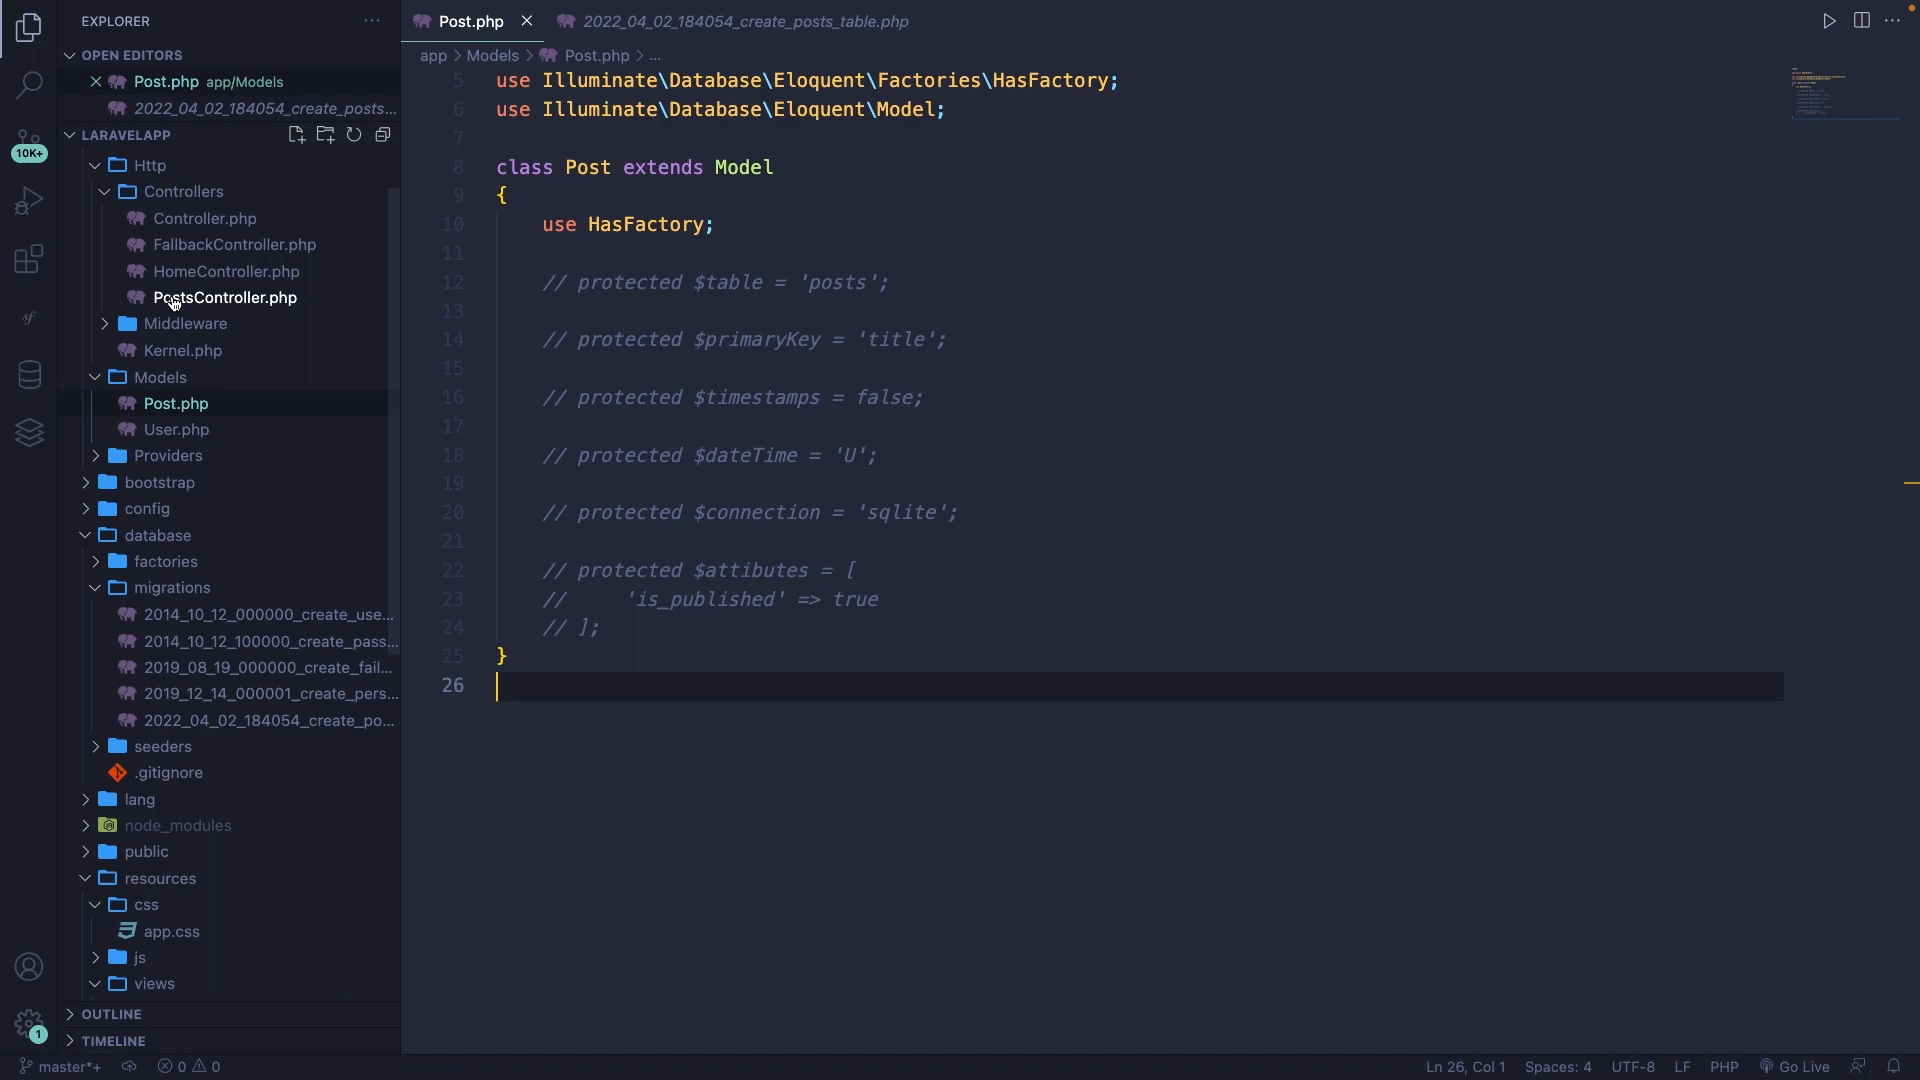 EXPLORER
OPEN EDITORS
Post.php app/Models
2022_04_02_184054_create_posts...
LARAVELAPP
Http
Controllers
Controller.php
FallbackController.php
HomeController.php
PostsController.php
Middleware
Kernel.php
Models
Post.php
User.php
Providers
bootstrap
config
database
factories
migrations
2014_10_12_000000_create_use...
2014_10_12_100000_create_pass...
2019_08_19_000000_create_fail...
2019_12_14_000001_create_pers...
2022_04_02_184054_create_po...
seeders
.gitignore
lang
node_modules
public
resources
css
app.css
js
views
OUTLINE
TIMELINE
10K+
sf
1
Post.php
2022_04_02_184054_create_posts_table.php
app > Models > Post.php > ...
5 use Illuminate\Database\Eloquent\Factories\HasFactory;
6 use Illuminate\Database\Eloquent\Model;
7
8 class Post extends Model
9 {
10 use HasFactory;
11
12 // protected $table = 'posts';
13
14 // protected $primaryKey = 'title';
15
16 // protected $timestamps = false;
17
18 // protected $dateTime = 'U';
19
20 // protected $connection = 'sqlite';
21
22 // protected $attibutes = [
23 // 'is_published' => true
24 // ];
25 }
26
master*+ 0 0 Ln 26, Col 1 Spaces: 4 UTF-8 LF PHP Go Live